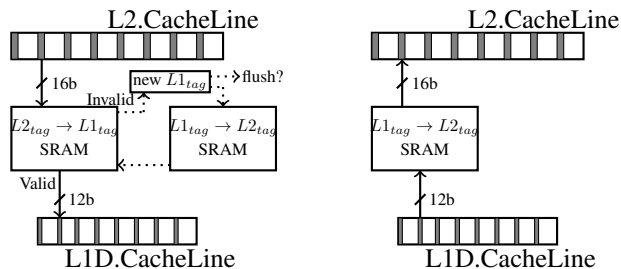 L2.CacheLine
16b
new L1tag
flush?
Invalid
L2tag → L1tag
SRAM
L1tag → L2tag
SRAM
Valid
12b
L1D.CacheLine
L2.CacheLine
16b
L1tag → L2tag
SRAM
12b
L1D.CacheLine